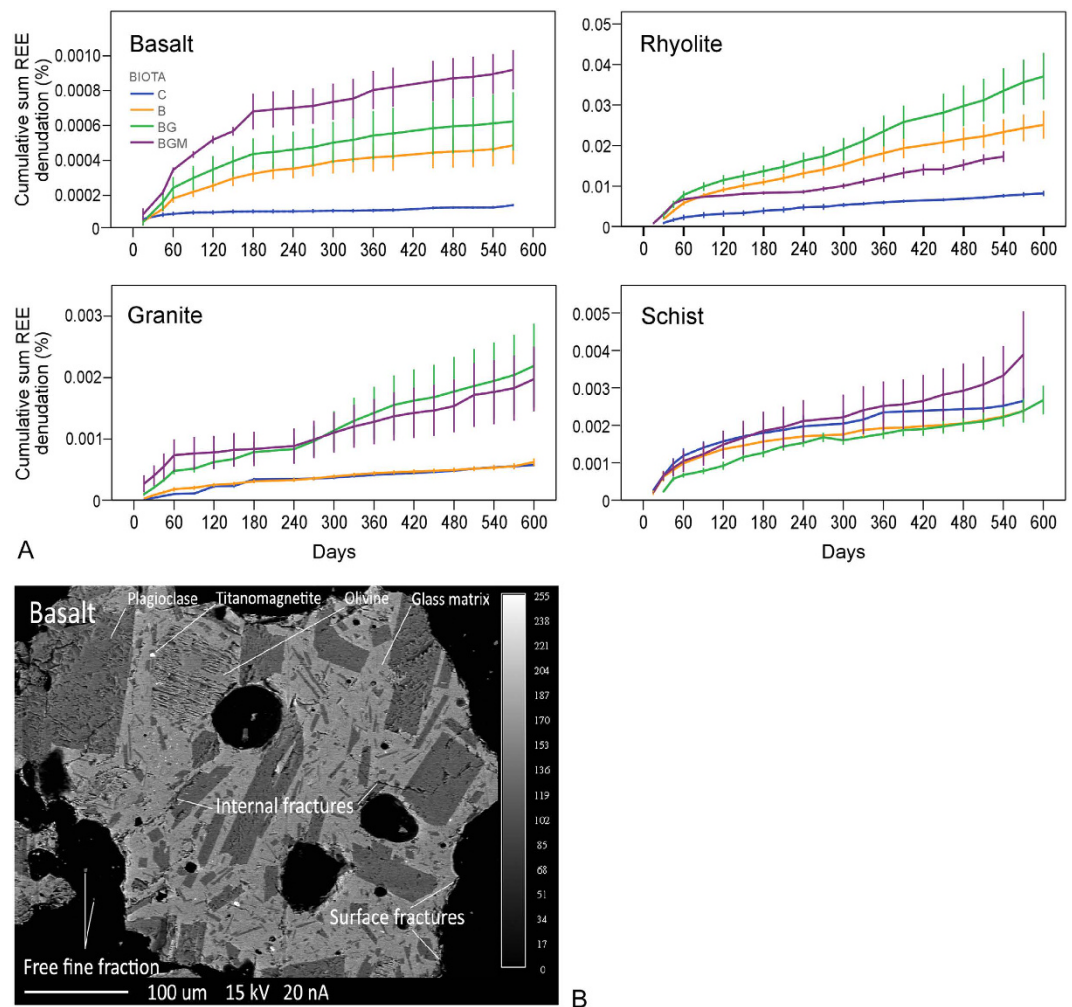 Cumulative sum REE
denudation (%)
Basalt
BIOTA
C
B
BG
BGM
0.0010
0.0008
0.0006
0.0004
0.0002
0
0 60 120 180 240 300 360 420 480 540 600
Rhyolite
0.05
0.04
0.03
0.02
0.01
0
0 60 120 180 240 300 360 420 480 540 600
Cumulative sum REE
denudation (%)
Granite
0.003
0.002
0.001
0
0 60 120 180 240 300 360 420 480 540 600
Days
Schist
0.005
0.004
0.003
0.002
0.001
0
0 60 120 180 240 300 360 420 480 540 600
Days
A
Basalt
Plagioclase Titanomagnetite Olivine Glass matrix
Internal fractures
Surface fractures
Free fine fraction
100 um 15 kV 20 nA
255
238
221
204
187
170
153
136
119
102
85
68
51
34
17
0
B